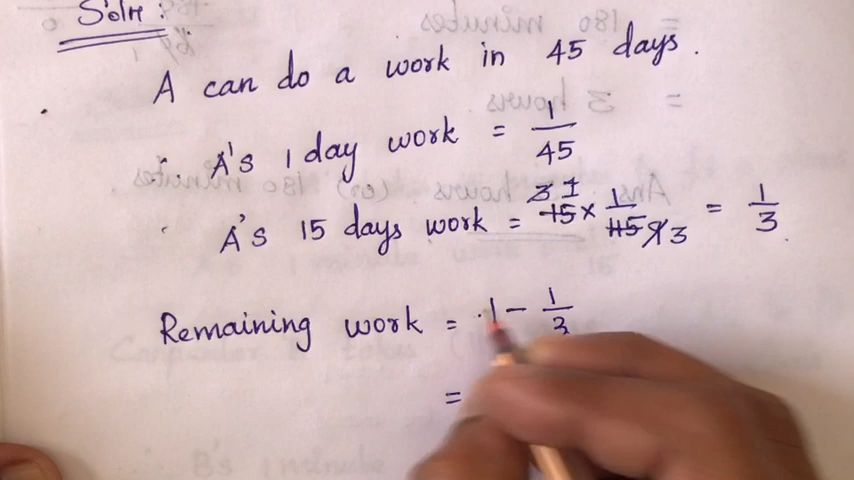 Soln:
A can do a work in 45 days.
∴ A's 1 day work = 1/45
A's 15 days work = 15 × 1/45 = 1/3
Remaining work = 1 - 1/3
=